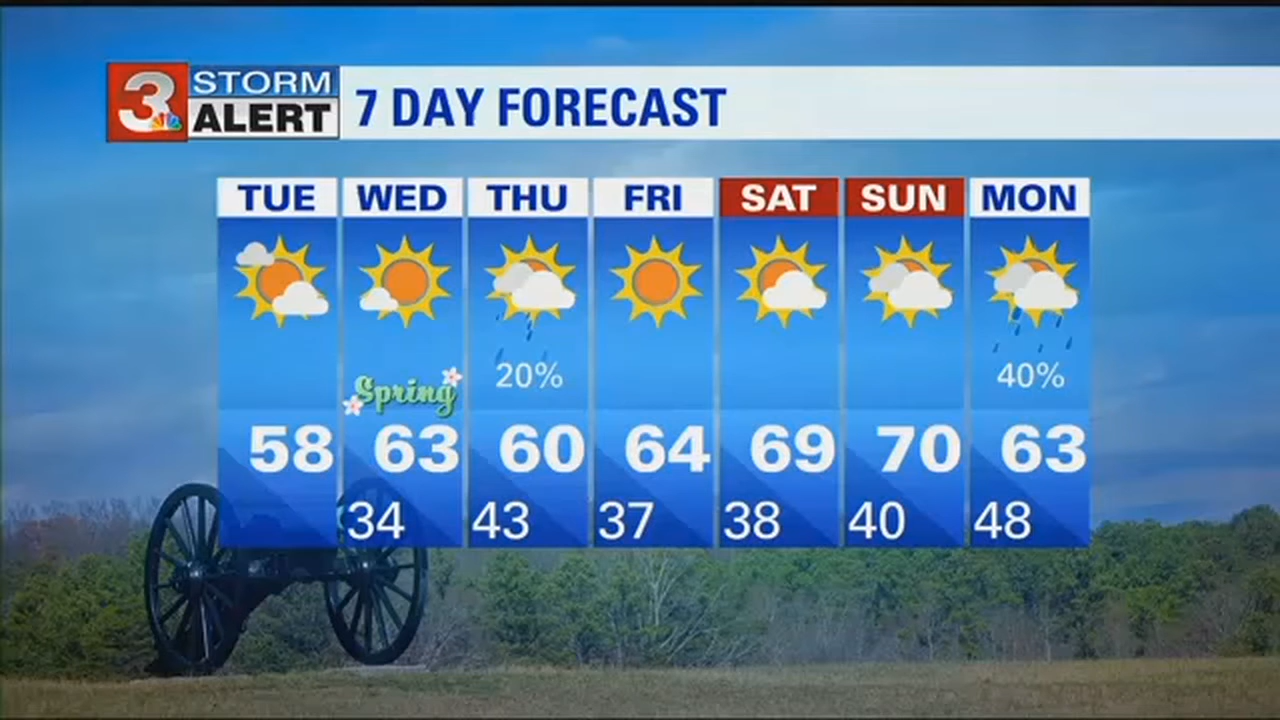 3 STORM ALERT
7 DAY FORECAST
TUE WED THU FRI SAT SUN MON
Spring 20% 40%
58 63 60 64 69 70 63
34 43 37 38 40 48